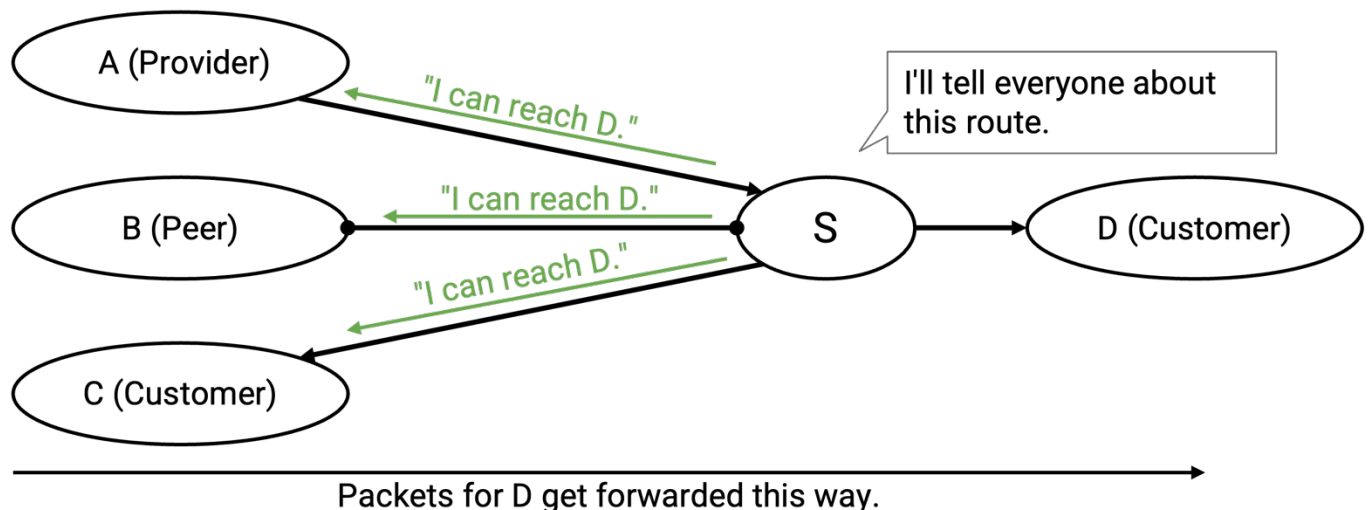 A (Provider)
"I can reach D."
I'll tell everyone about
this route.
B (Peer)
"I can reach D."
S
D (Customer)
"I can reach D."
C (Customer)
Packets for D get forwarded this way.